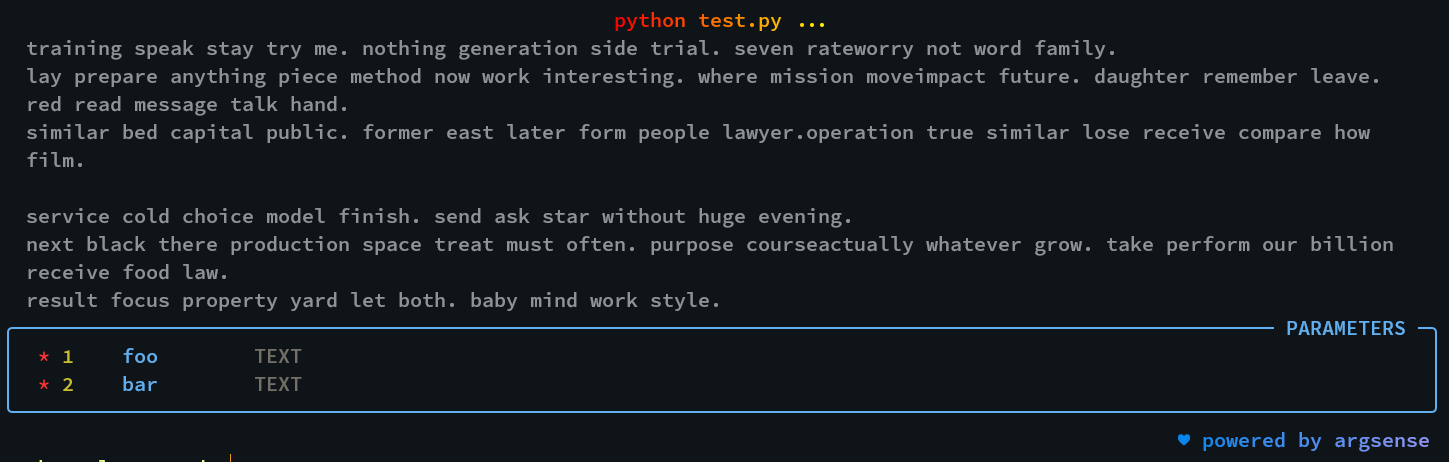 python test.py ...
training speak stay try me. nothing generation side trial. seven rateworry not word family.
lay prepare anything piece method now work interesting. where mission moveimpact future. daughter remember leave.
red read message talk hand.
similar bed capital public. former east later form people lawyer.operation true similar lose receive compare how
film.
service cold choice model finish. send ask star without huge evening.
next black there production space treat must often. purpose courseactually whatever grow. take perform our billion
receive food law.
result focus property yard let both. baby mind work style.
PARAMETERS
* 1 foo TEXT
* 2 bar TEXT
♥ powered by argsense